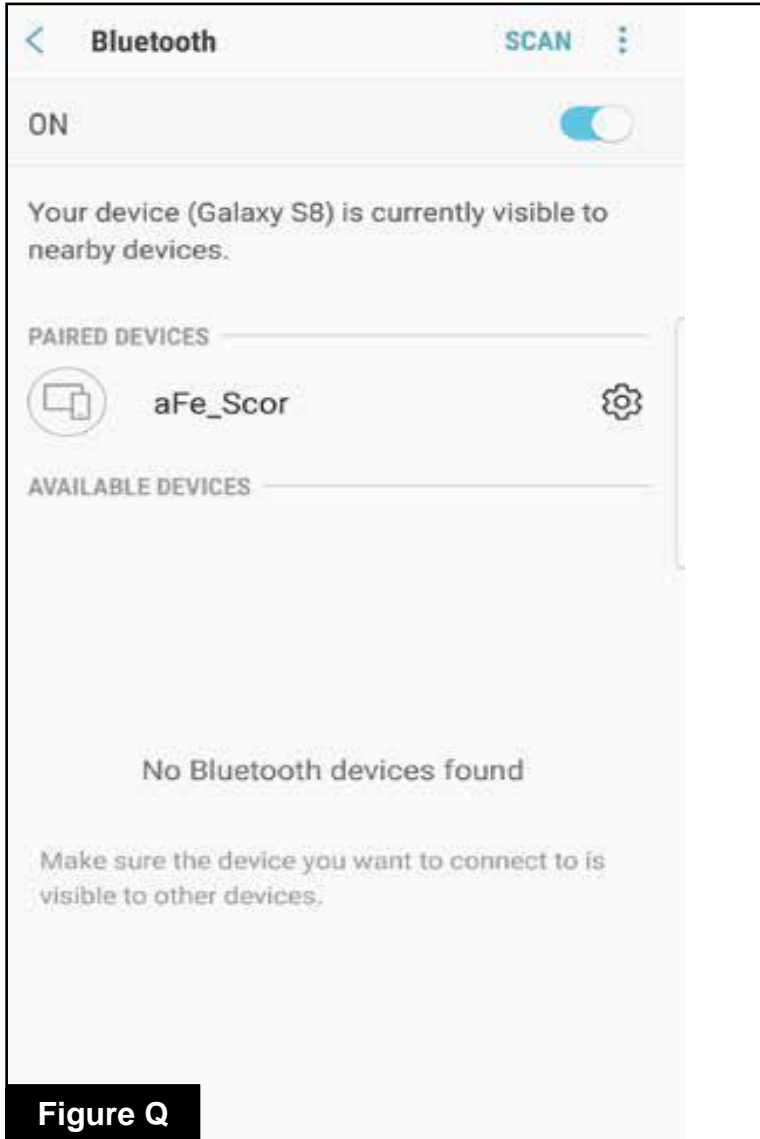 Bluetooth SCAN
ON
Your device (Galaxy S8) is currently visible to
nearby devices.
PAIRED DEVICES
aFe_Scor
AVAILABLE DEVICES
No Bluetooth devices found
Make sure the device you want to connect to is
visible to other devices.
Figure Q